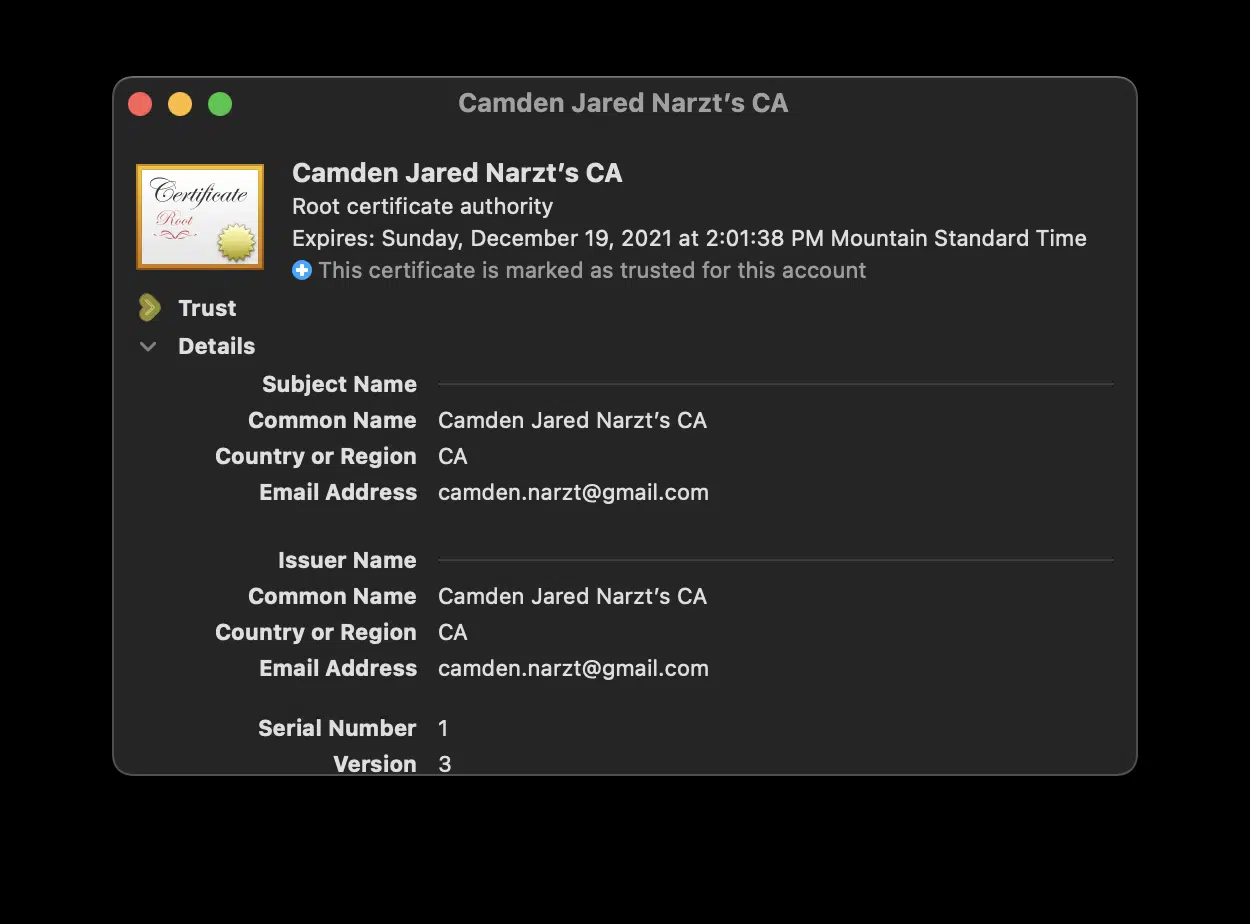 Camden Jared Narzt’s CA
Certificate
Root
Camden Jared Narzt’s CA
Root certificate authority
Expires: Sunday, December 19, 2021 at 2:01:38 PM Mountain Standard Time
This certificate is marked as trusted for this account
Trust
Details
Subject Name
Common Name Camden Jared Narzt’s CA
Country or Region CA
Email Address camden.narzt@gmail.com
Issuer Name
Common Name Camden Jared Narzt’s CA
Country or Region CA
Email Address camden.narzt@gmail.com
Serial Number 1
Version 3